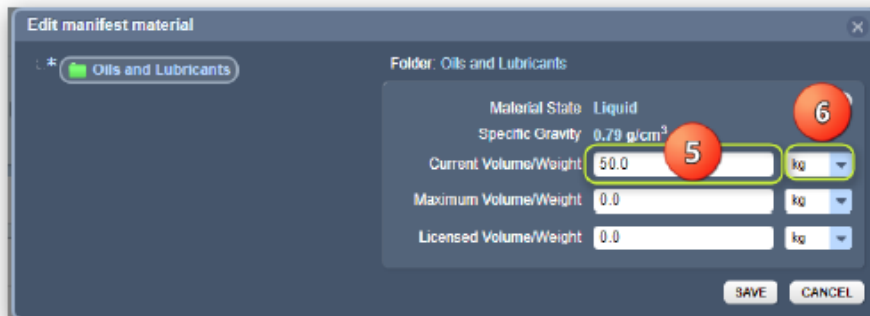 Edit manifest material
* Oils and Lubricants
Folder: Oils and Lubricants
Material State Liquid
6
Specific Gravity 0.79 g/cm³
5
Current Volume/Weight 50.0 kg
Maximum Volume/Weight 0.0 kg
Licensed Volume/Weight 0.0 kg
SAVE CANCEL